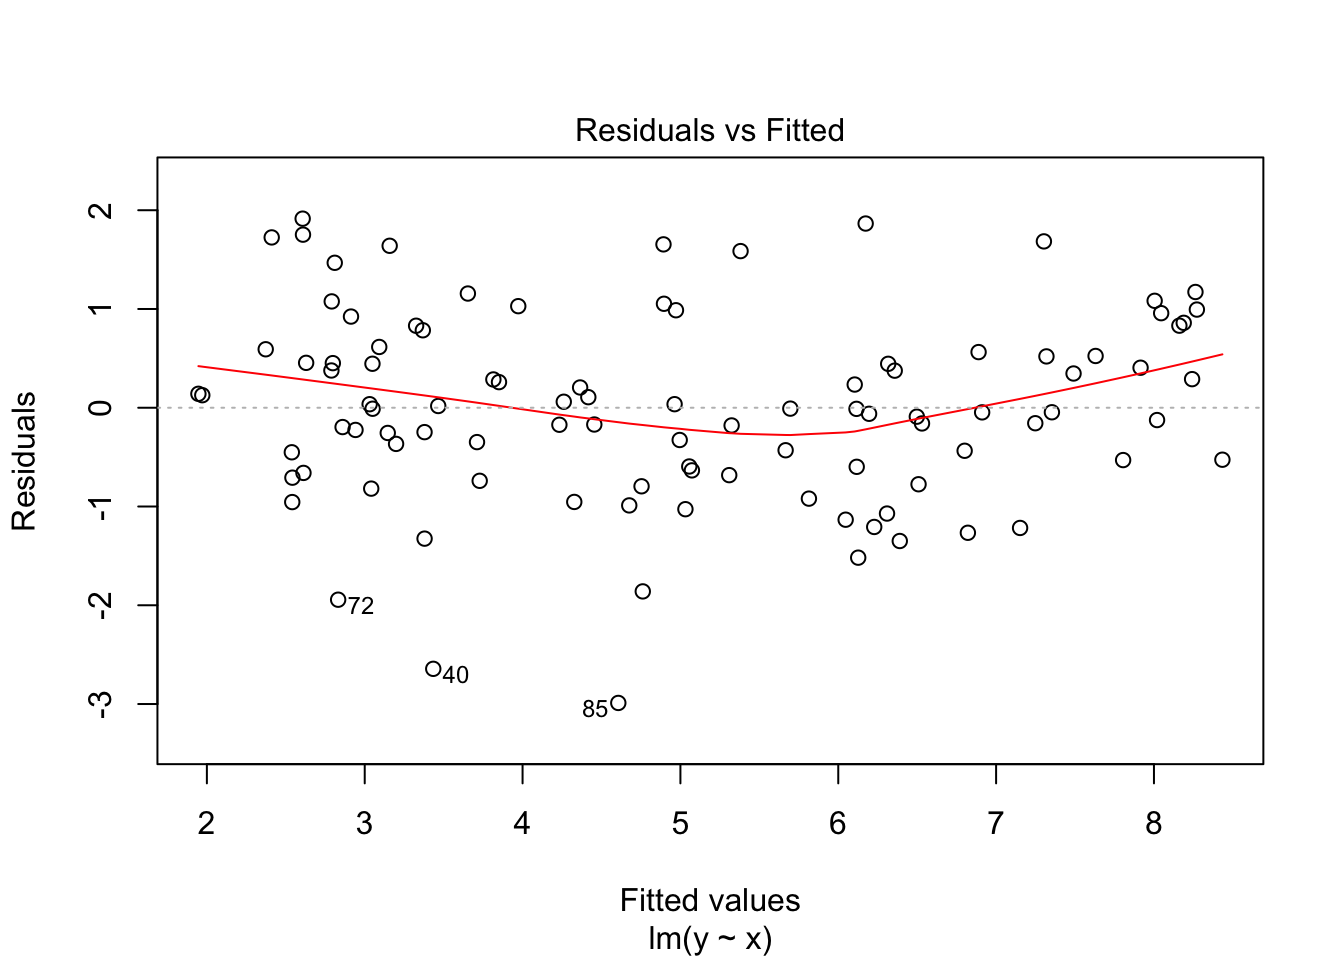 Residuals vs Fitted
Residuals
2
1
0
-1
-2
-3
72
40
85
2 3 4 5 6 7 8
Fitted values
lm(y ~ x)